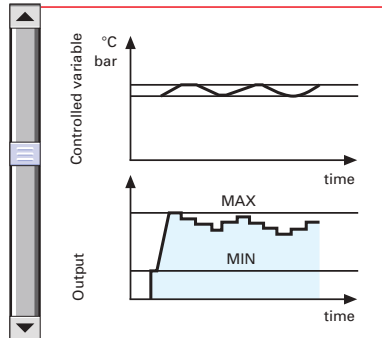 Controlled variable
°C
bar
time
Output
MAX
MIN
time